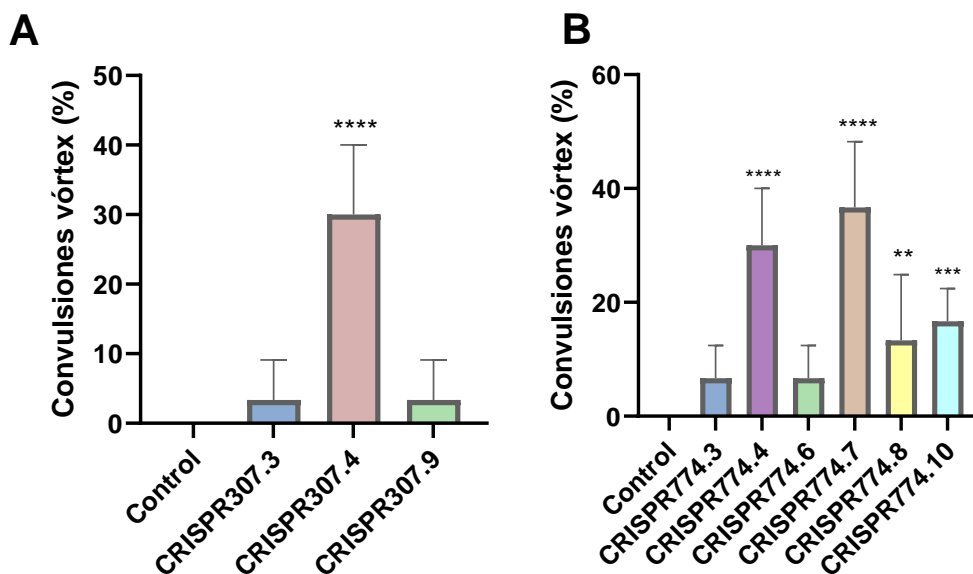 A
Convulsiones vórtex (%)
50
40
30
20
10
0
****
Control
CRISPR307.3
CRISPR307.4
CRISPR307.9
B
Convulsiones vórtex (%)
60
40
20
0
****
****
**
***
Control
CRISPR774.3
CRISPR774.4
CRISPR774.6
CRISPR774.7
CRISPR774.8
CRISPR774.10